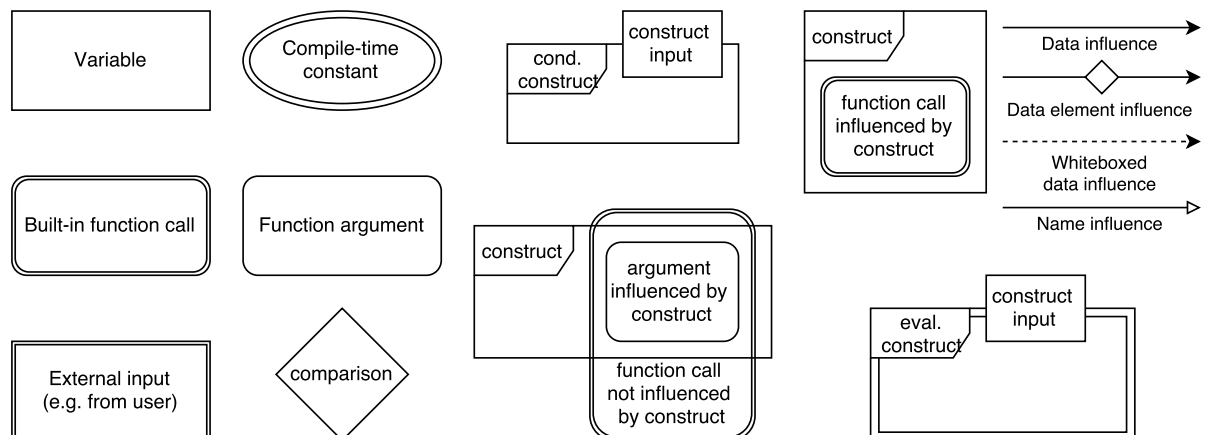 Variable
Compile-time
constant
cond.
construct
construct
input
construct
function call
influenced by
construct
Data influence
Data element influence
Whiteboxed
data influence
Name influence
Built-in function call
Function argument
construct
argument
influenced by
construct
function call
not influenced
by construct
construct
input
eval.
construct
External input
(e.g. from user)
comparison